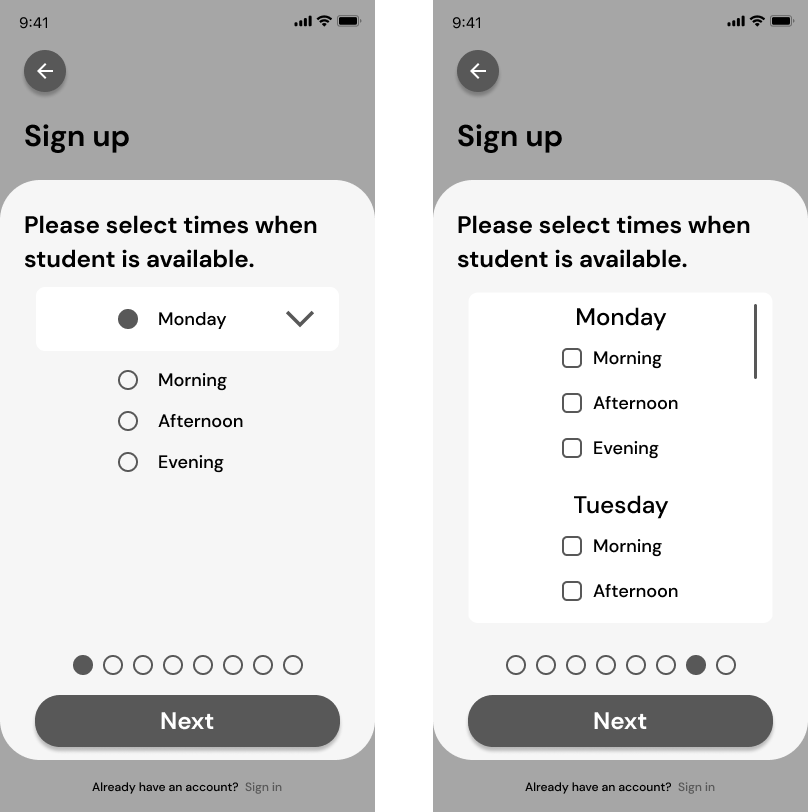 9:41
Sign up
Please select times when
student is available.
Monday
Morning
Afternoon
Evening
Next
Already have an account? Sign in
9:41
Sign up
Please select times when
student is available.
Monday
Morning
Afternoon
Evening
Tuesday
Morning
Afternoon
Next
Already have an account? Sign in